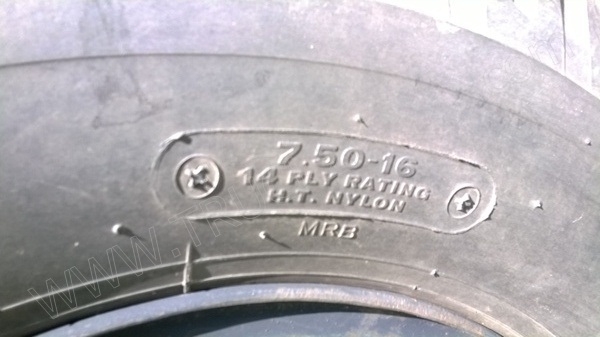 7.50-16
14 PLY RATING
H.T. NYLON
MRB